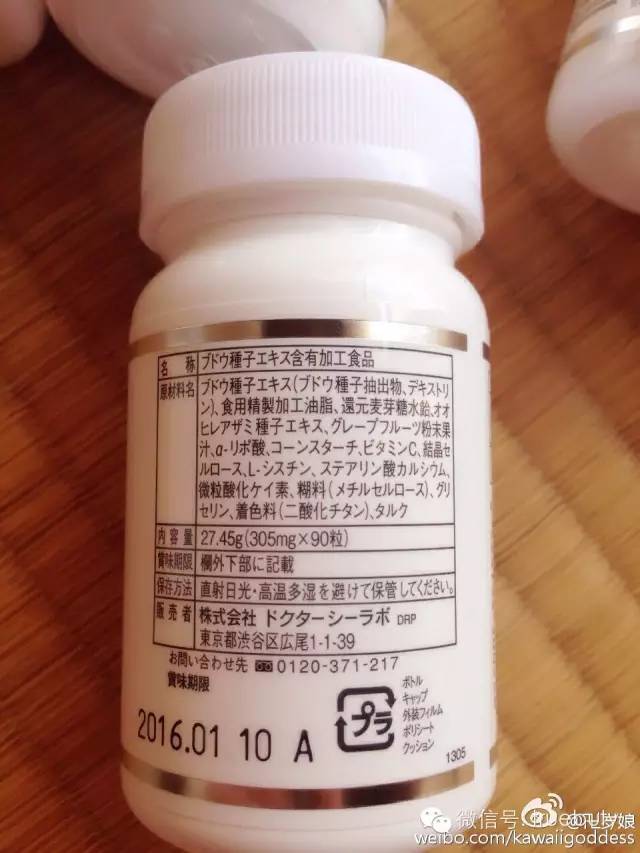 名称 ブドウ種子エキス含有加工食品
原材料名 ブドウ種子エキス(ブドウ種子抽出物、デキストリ
ン)、食用精製加工油脂、還元麦芽糖水飴、オオ
ヒレアザミ種子エキス、グレープフルーツ粉末果
汁、α-リポ酸、コーンスターチ、ビタミンC、結晶セ
ルロース、L-シスチン、ステアリン酸カルシウム、
微粒酸化ケイ素、糊料(メチルセルロース)、グリ
セリン、着色料(二酸化チタン)、タルク
内容量 27.45g(305mg×90粒)
賞味期限 欄外下部に記載
保存方法 直射日光・高温多湿を避けて保管してください。
販売者 株式会社 ドクターシーラボ DRP
東京都渋谷区広尾1-1-39
お問い合わせ先 0120-371-217
賞味期限
2016.01 10 A
プラ
ボトル
キャップ
外装フィルム
ポリシート
クッション
1305
微信号:
weibo.com/kawaiigoddess